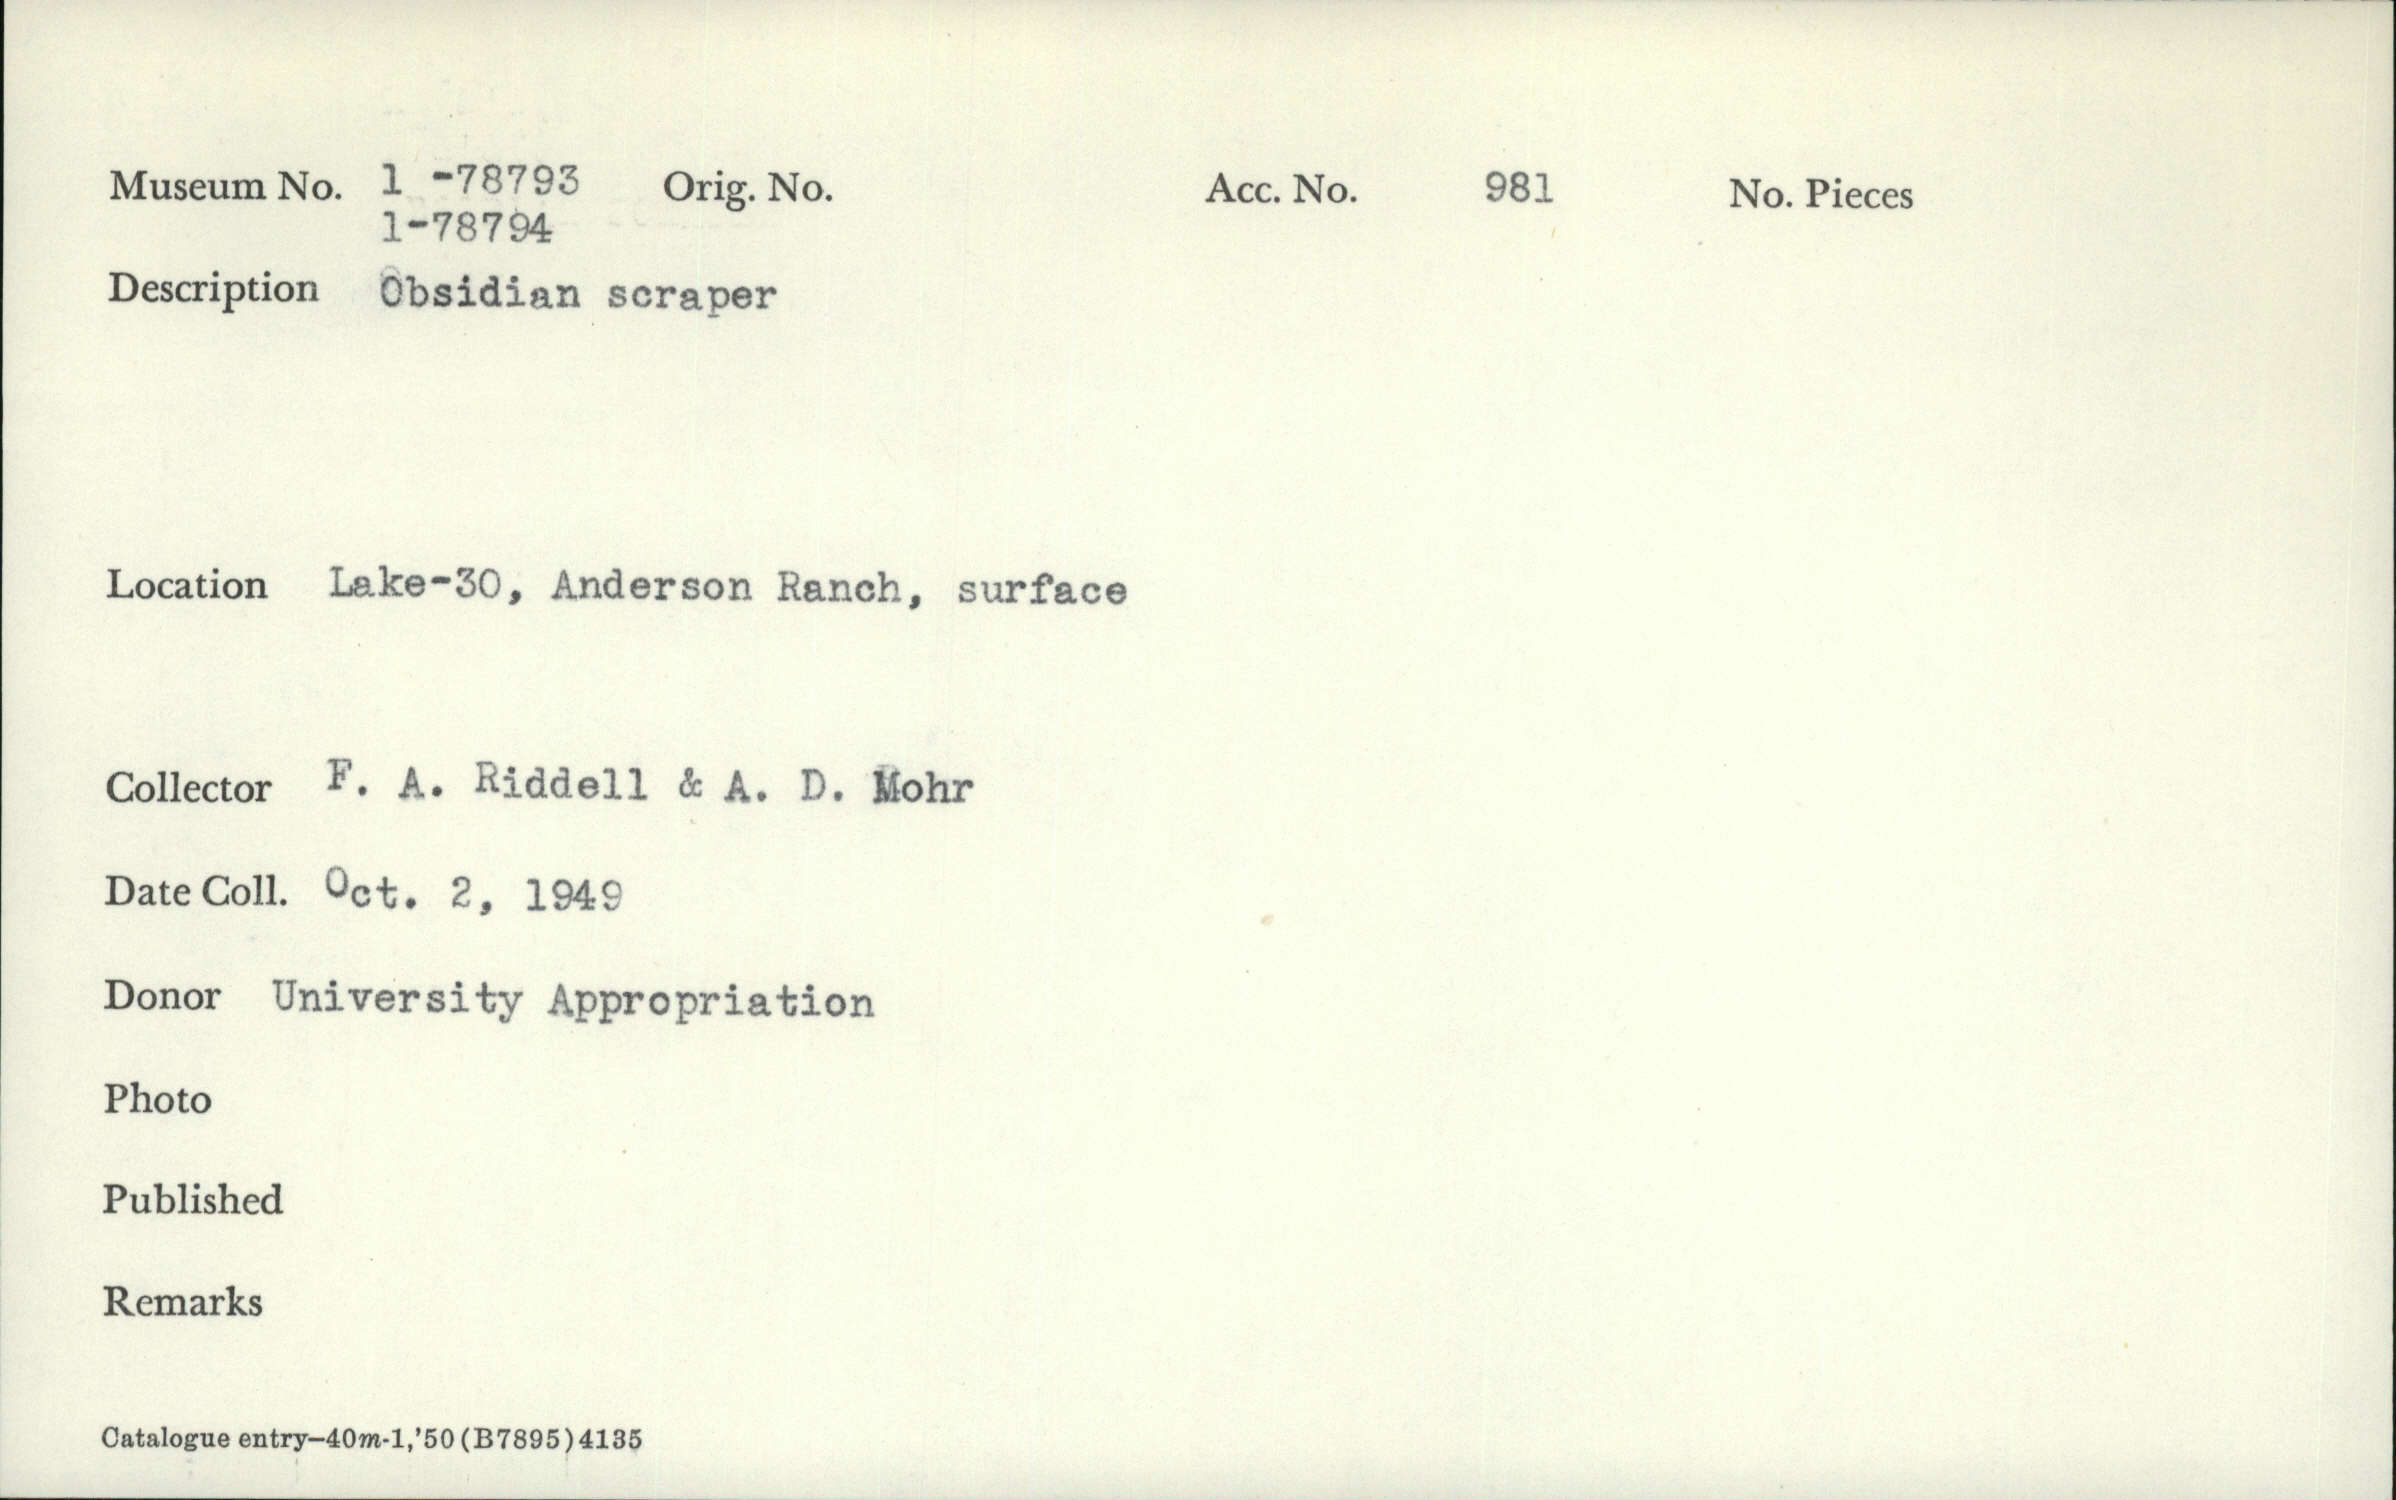 Museum No. 1 -78793 Orig. No. Acc. No. 981 No. Pieces
1-78794
Description Obsidian scraper
Location Lake-30, Anderson Ranch, surface
Collector F. A. Riddell & A. D. Mohr
Date Coll. Oct. 2, 1949
Donor University Appropriation
Photo
Published
Remarks
Catalogue entry—40m-1,'50 (B7895) 4135